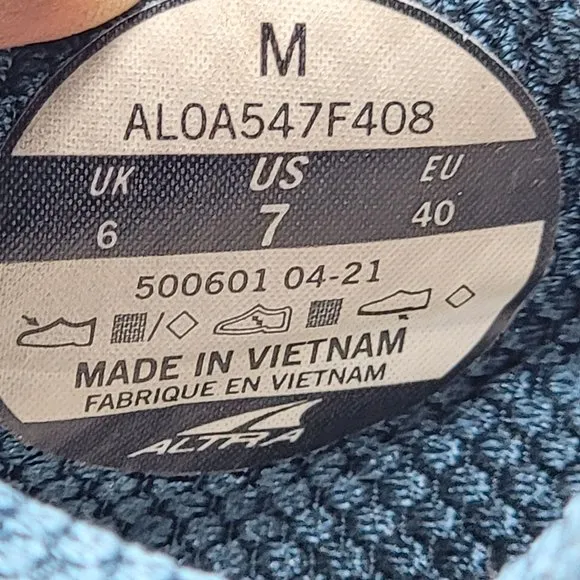 M
AL0A547F408
UK US EU
6 7 40
500601 04-21
/
MADE IN VIETNAM
FABRIQUE EN VIETNAM
ALTRA